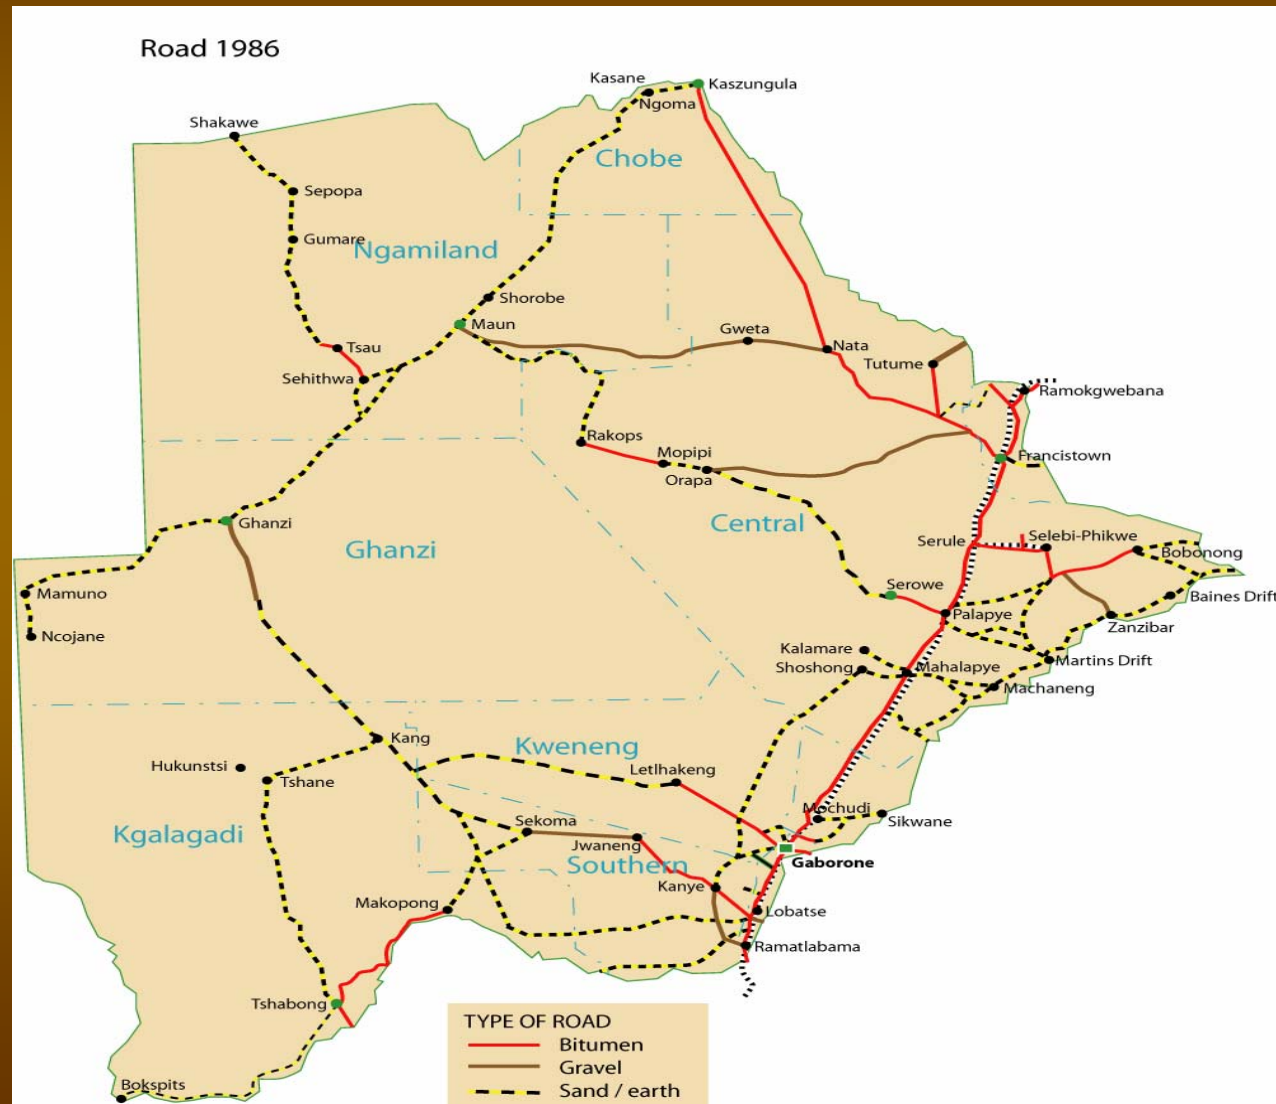 Road 1986
Kasane
Kaszungula
Ngoma
Shakawe
Chobe
Sepopa
Gumare
Ngamiland
Shorobe
Maun
Gweta
Nata
Tsau
Tutume
Sehithwa
Ramokgwebana
Rakops
Mopipi
Francistown
Orapa
Ghanzi
Central
Ghanzi
Serule
Selebi-Phikwe
Bobonong
Serowe
Mamuno
Baines Drift
Palapye
Zanzibar
Ncojane
Kalamare
Martins Drift
Shoshong
Mahalapye
Machaneng
Kang
Kweneng
Hukunstsi
Letlhakeng
Tshane
Mochudi
Sekoma
Sikwane
Kgalagadi
Jwaneng
Southern
Gaborone
Kanye
Makopong
Lobatse
Ramatlabama
Tshabong
TYPE OF ROAD
Bitumen
Gravel
Bokspits
Sand / earth